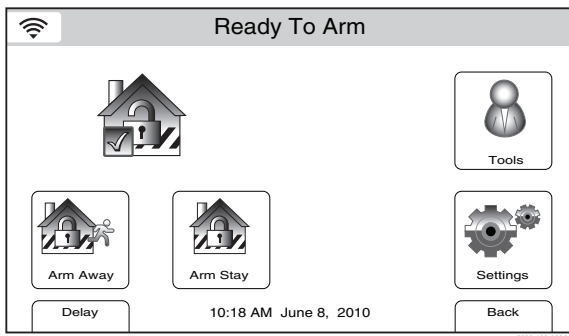 Ready To Arm
Tools
Arm Away
Arm Stay
Settings
Delay
10:18 AM June 8, 2010
Back